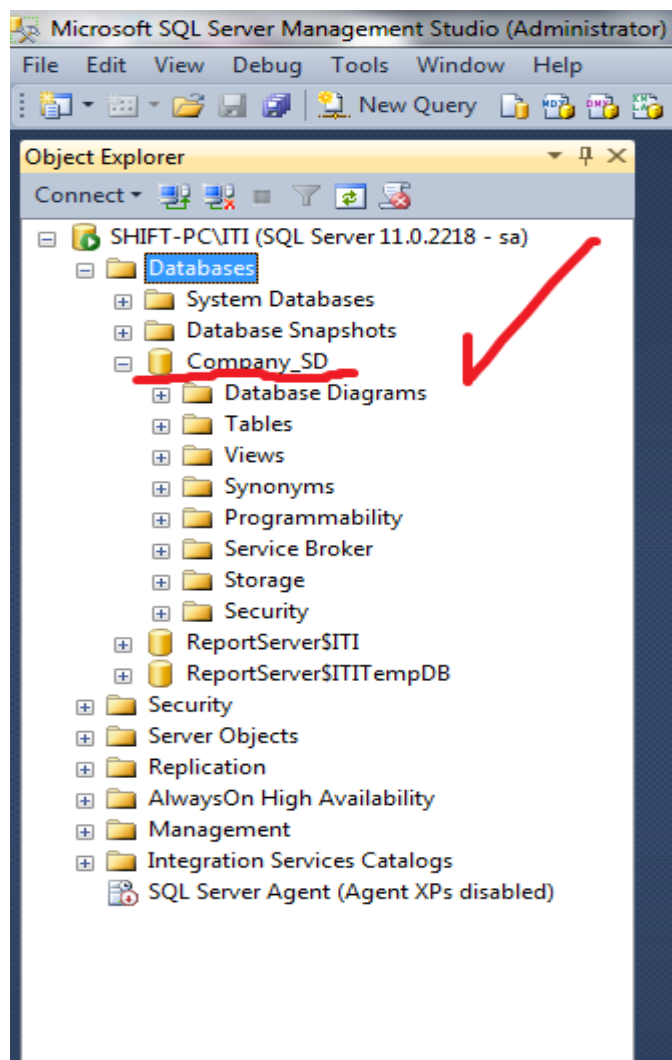 Microsoft SQL Server Management Studio (Administrator)
File Edit View Debug Tools Window Help
New Query
Object Explorer
Connect
SHIFT-PC\ITI (SQL Server 11.0.2218 - sa)
Databases
System Databases
Database Snapshots
Company_SD
Database Diagrams
Tables
Views
Synonyms
Programmability
Service Broker
Storage
Security
ReportServer$ITI
ReportServer$ITITempDB
Security
Server Objects
Replication
AlwaysOn High Availability
Management
Integration Services Catalogs
SQL Server Agent (Agent XPs disabled)